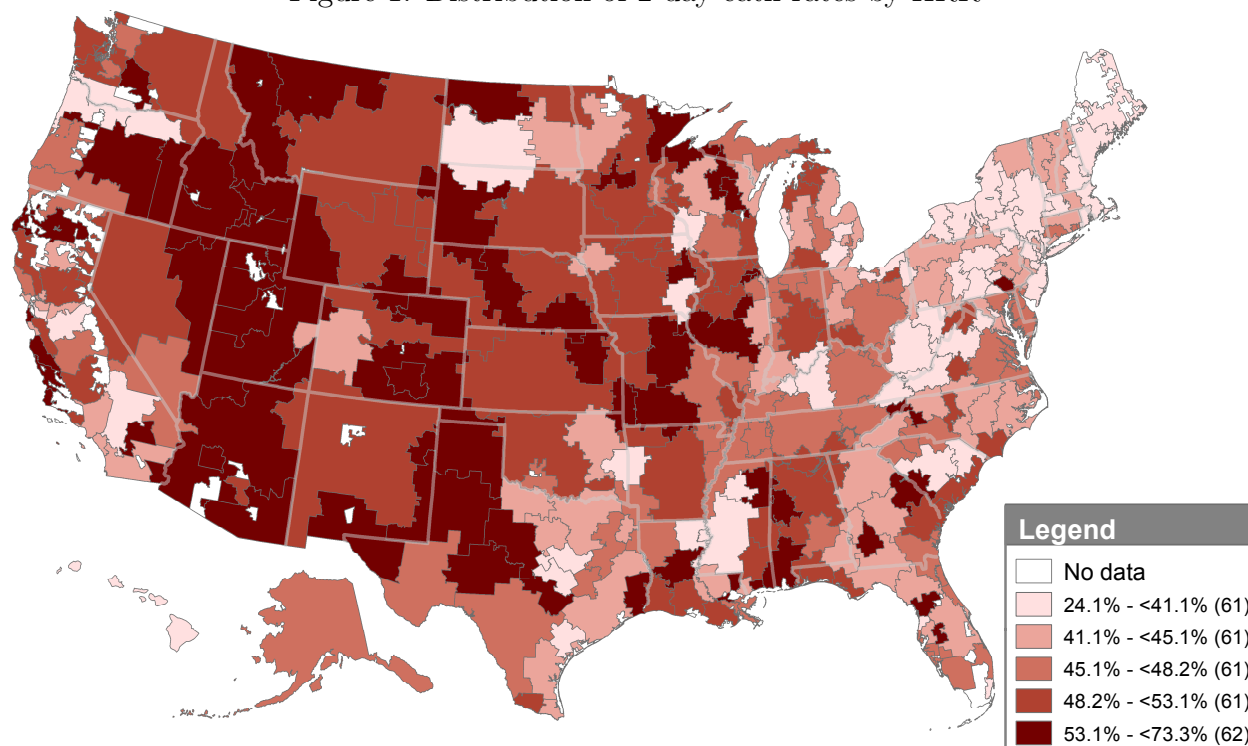 Legend
No data
24.1% - <41.1% (61)
41.1% - <45.1% (61)
45.1% - <48.2% (61)
48.2% - <53.1% (61)
53.1% - <73.3% (62)